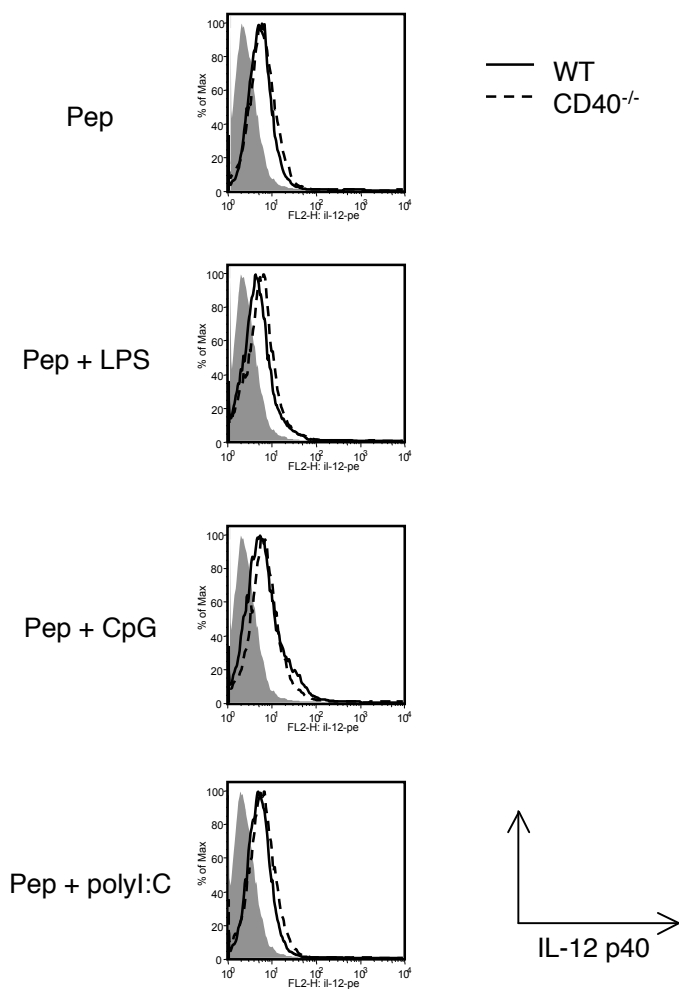 WT
CD40-/-
Pep
100
80
60
40
20
0
% of Max
10^0 10^1 10^2 10^3 10^4
FL2-H: il-12-pe
Pep + LPS
100
80
60
40
20
0
% of Max
10^0 10^1 10^2 10^3 10^4
FL2-H: il-12-pe
Pep + CpG
100
80
60
40
20
0
% of Max
10^0 10^1 10^2 10^3 10^4
FL2-H: il-12-pe
Pep + polyI:C
100
80
60
40
20
0
% of Max
10^0 10^1 10^2 10^3 10^4
FL2-H: il-12-pe
IL-12 p40